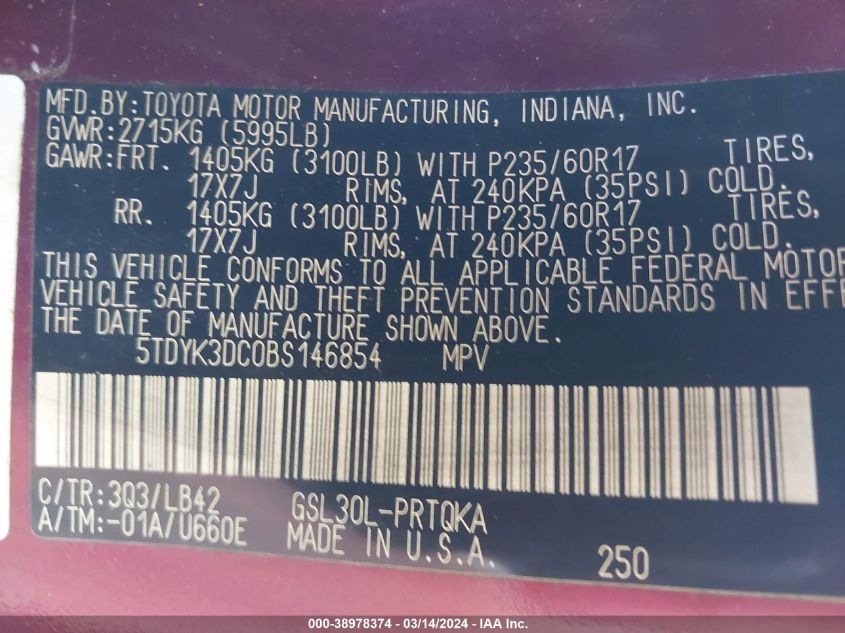 MFD.BY:TOYOTA MOTOR MANUFACTURING, INDIANA, INC.
GVWR:2715KG (5995LB)
GAWR:FRT. 1405KG (3100LB) WITH P235/60R17 TIRES,
17X7J RIMS, AT 240KPA (35PSI) COLD.
RR. 1405KG (3100LB) WITH P235/60R17 TIRES,
17X7J RIMS, AT 240KPA (35PSI) COLD.
THIS VEHICLE CONFORMS TO ALL APPLICABLE FEDERAL MOTOR
VEHICLE SAFETY AND THEFT PREVENTION STANDARDS IN EFFE
THE DATE OF MANUFACTURE SHOWN ABOVE.
5TDYK3DC0BS146854 MPV
C/TR:3Q3/LB42 GSL30L-PRTQKA
A/TM:-01A/U660E MADE IN U.S.A.
250
000-38978374 / 03/14/2024 - IAA Inc.